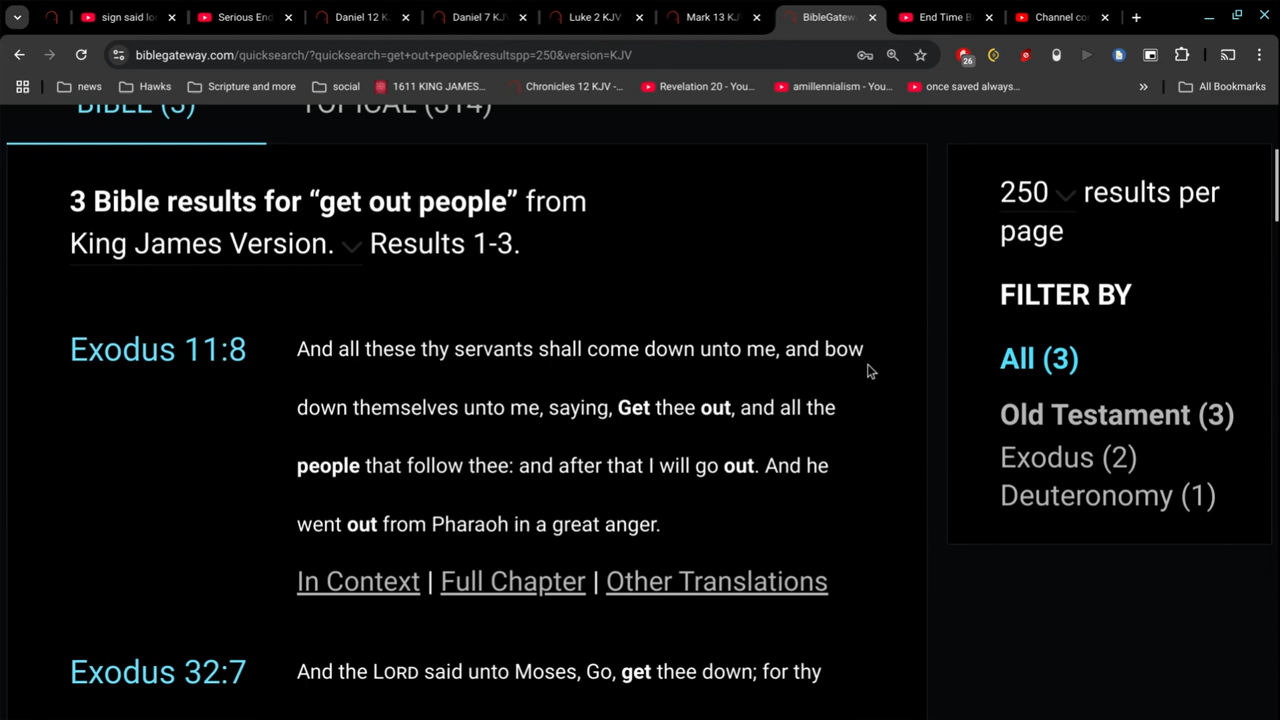 sign said lo
Serious End
Daniel 12 K
Daniel 7 KJ
Luke 2 KJV
Mark 13 KJ
BibleGatew
End Time B
Channel co
biblegateway.com/quicksearch/?quicksearch=get+out+people&resultspp=250&version=KJV
26
news
Hawks
Scripture and more
social
1611 KING JAMES...
Chronicles 12 KJV -...
Revelation 20 - You...
amillennialism - You...
once saved always...
»
All Bookmarks
BIBLE (3)
TOPICAL (314)
3 Bible results for “get out people” from
King James Version. Results 1-3.
250 results per
page
FILTER BY
All (3)
Old Testament (3)
Exodus (2)
Deuteronomy (1)
Exodus 11:8
And all these thy servants shall come down unto me, and bow
down themselves unto me, saying, Get thee out, and all the
people that follow thee: and after that I will go out. And he
went out from Pharaoh in a great anger.
In Context | Full Chapter | Other Translations
Exodus 32:7
And the LORD said unto Moses, Go, get thee down; for thy